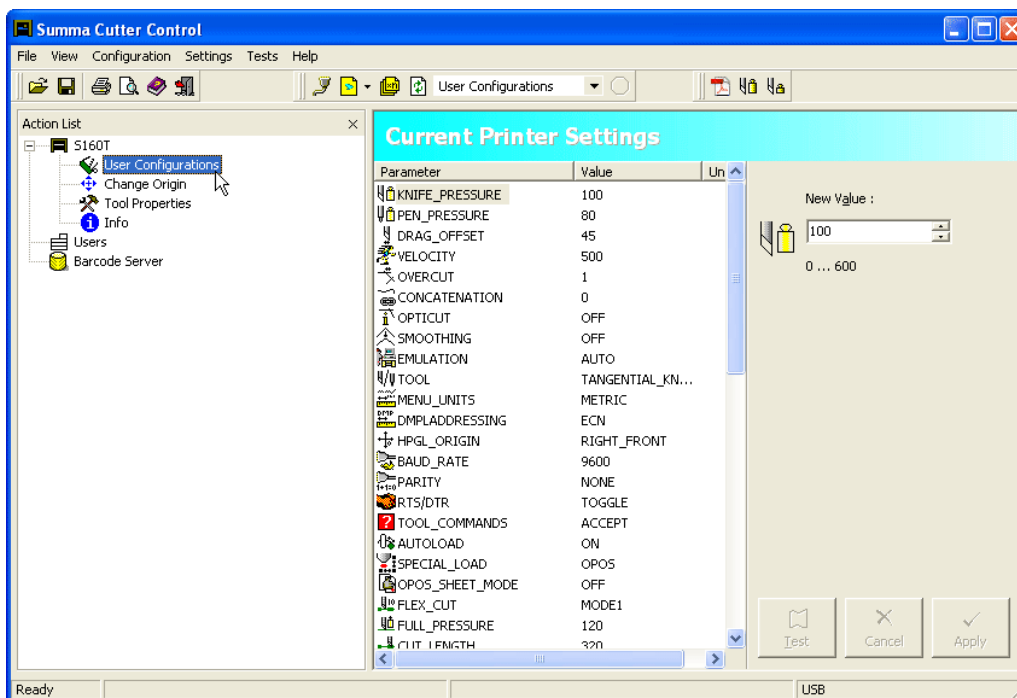 Summa Cutter Control
File View Configuration Settings Tests Help
User Configurations
Action List
S160T
User Configurations
Change Origin
Tool Properties
Info
Users
Barcode Server
Current Printer Settings
Parameter Value Un
KNIFE_PRESSURE 100
PEN_PRESSURE 80
DRAG_OFFSET 45
VELOCITY 500
OVERCUT 1
CONCATENATION 0
OPTICUT OFF
SMOOTHING OFF
EMULATION AUTO
TOOL TANGENTIAL_KN...
MENU_UNITS METRIC
DMPLADDRESSING ECN
HPGL_ORIGIN RIGHT_FRONT
BAUD_RATE 9600
PARITY NONE
RTS/DTR TOGGLE
TOOL_COMMANDS ACCEPT
AUTOLOAD ON
SPECIAL_LOAD OPOS
OPOS_SHEET_MODE OFF
FLEX_CUT MODE1
FULL_PRESSURE 120
CUT_LENGTH 320
New Value :
100
0 ... 600
Test Cancel Apply
Ready USB